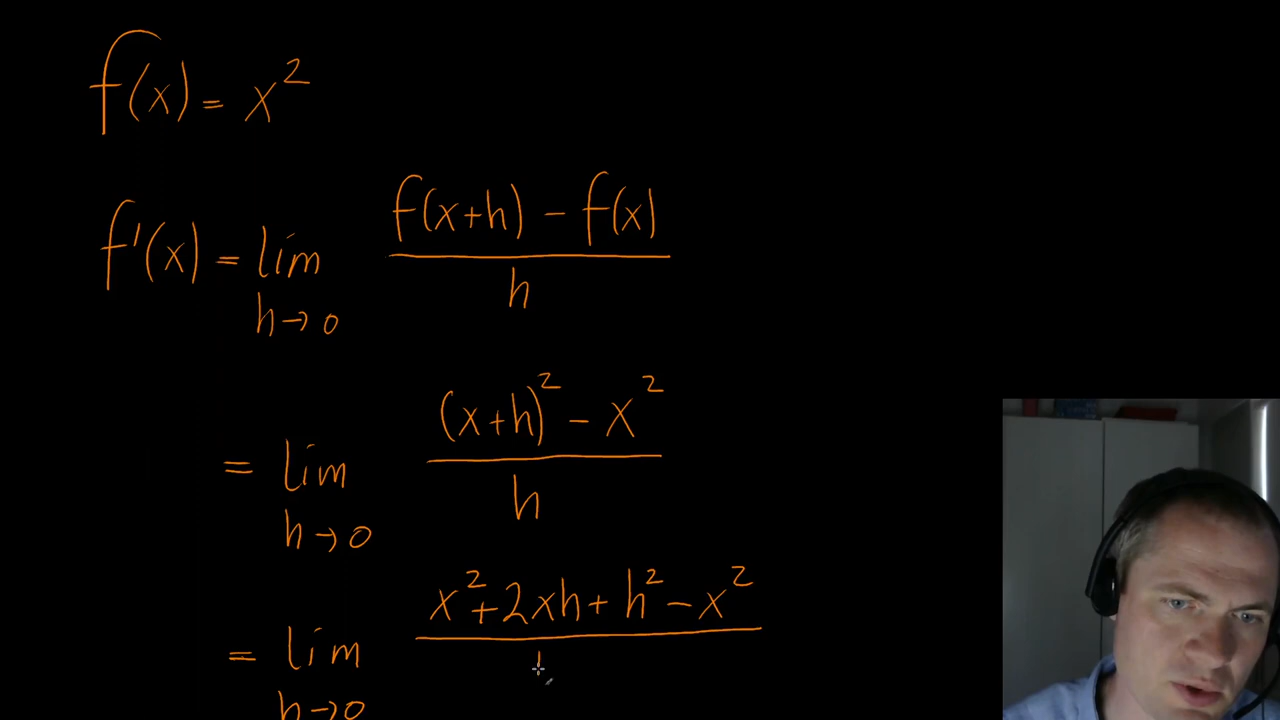 f(x) = x²
f'(x) = lim h→0 (f(x+h) - f(x))/h
= lim h→0 ((x+h)² - x²)/h
= lim h→0 (x² + 2xh + h² - x²)/